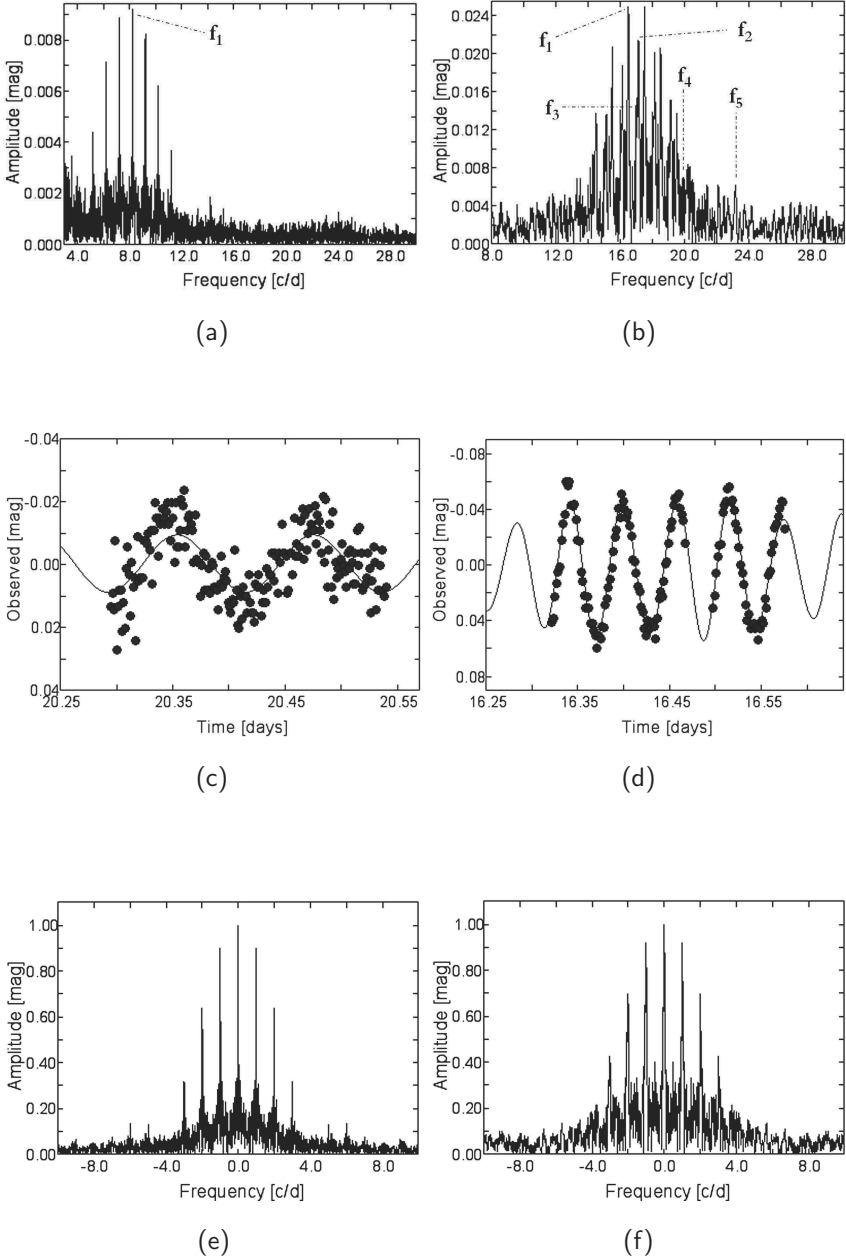 0.008
0.006
0.004
0.002
0.000
Amplitude [mag]
f1
4.0 8.0 12.0 16.0 20.0 24.0 28.0
Frequency [c/d]
(a)
0.024
0.020
0.016
0.012
0.008
0.004
0.000
Amplitude [mag]
f1
f2
f3
f4
f5
8.0 12.0 16.0 20.0 24.0 28.0
Frequency [c/d]
(b)
-0.04
-0.02
0.00
0.02
0.04
Observed [mag]
20.25 20.35 20.45 20.55
Time [days]
(c)
-0.08
-0.04
0.00
0.04
0.08
Observed [mag]
16.25 16.35 16.45 16.55
Time [days]
(d)
1.00
0.80
0.60
0.40
0.20
0.00
Amplitude [mag]
-8.0 -4.0 0.0 4.0 8.0
Frequency [c/d]
(e)
1.00
0.80
0.60
0.40
0.20
0.00
Amplitude [mag]
-8.0 -4.0 0.0 4.0 8.0
Frequency [c/d]
(f)